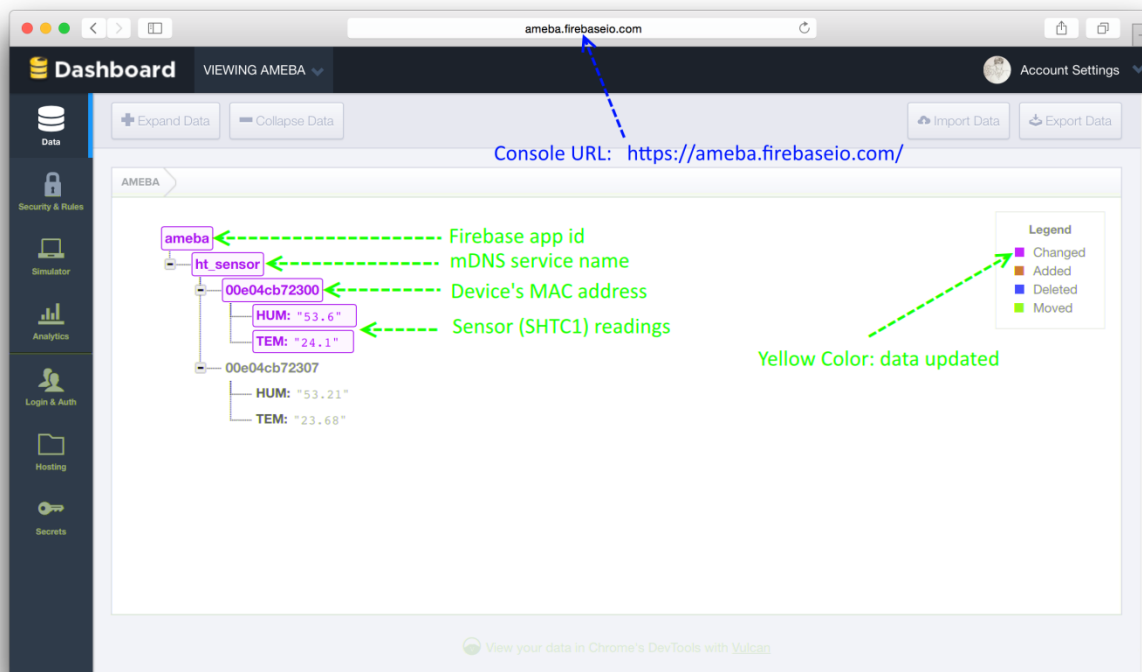 ameba.firebaseio.com
Dashboard
VIEWING AMEBA
Account Settings
Expand Data
Collapse Data
Import Data
Export Data
Console URL: https://ameba.firebaseio.com/
Data
Security & Rules
Simulator
Analytics
Login & Auth
Hosting
Secrets
AMEBA
ameba
Firebase app id
ht_sensor
mDNS service name
00e04cb72300
Device's MAC address
HUM: "53.6"
TEM: "24.1"
Sensor (SHTC1) readings
00e04cb72307
HUM: "53.21"
TEM: "23.68"
Legend
Changed
Added
Deleted
Moved
Yellow Color: data updated
View your data in Chrome's DevTools with Vulcan